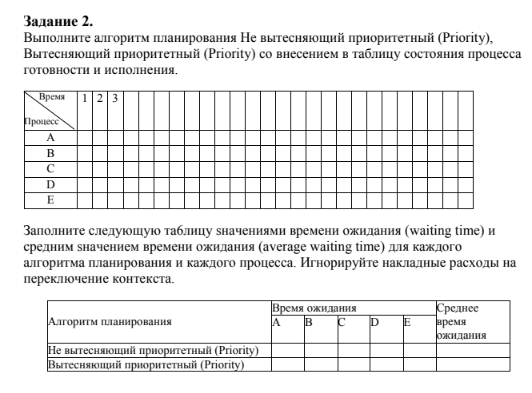 Задание 2.
Выполните алгоритм планирования Не вытесняющий приоритетный (Priority),
Вытесняющий приоритетный (Priority) со внесением в таблицу состояния процесса
готовности и исполнения.
Время 1 2 3
Процесс
A
B
C
D
E
Заполните следующую таблицу значениями времени ожидания (waiting time) и
средним значением времени ожидания (average waiting time) для каждого
алгоритма планирования и каждого процесса. Игнорируйте накладные расходы на
переключение контекста.
Алгоритм планирования Время ожидания Среднее
A B C D E время
ожидания
Не вытесняющий приоритетный (Priority)
Вытесняющий приоритетный (Priority)